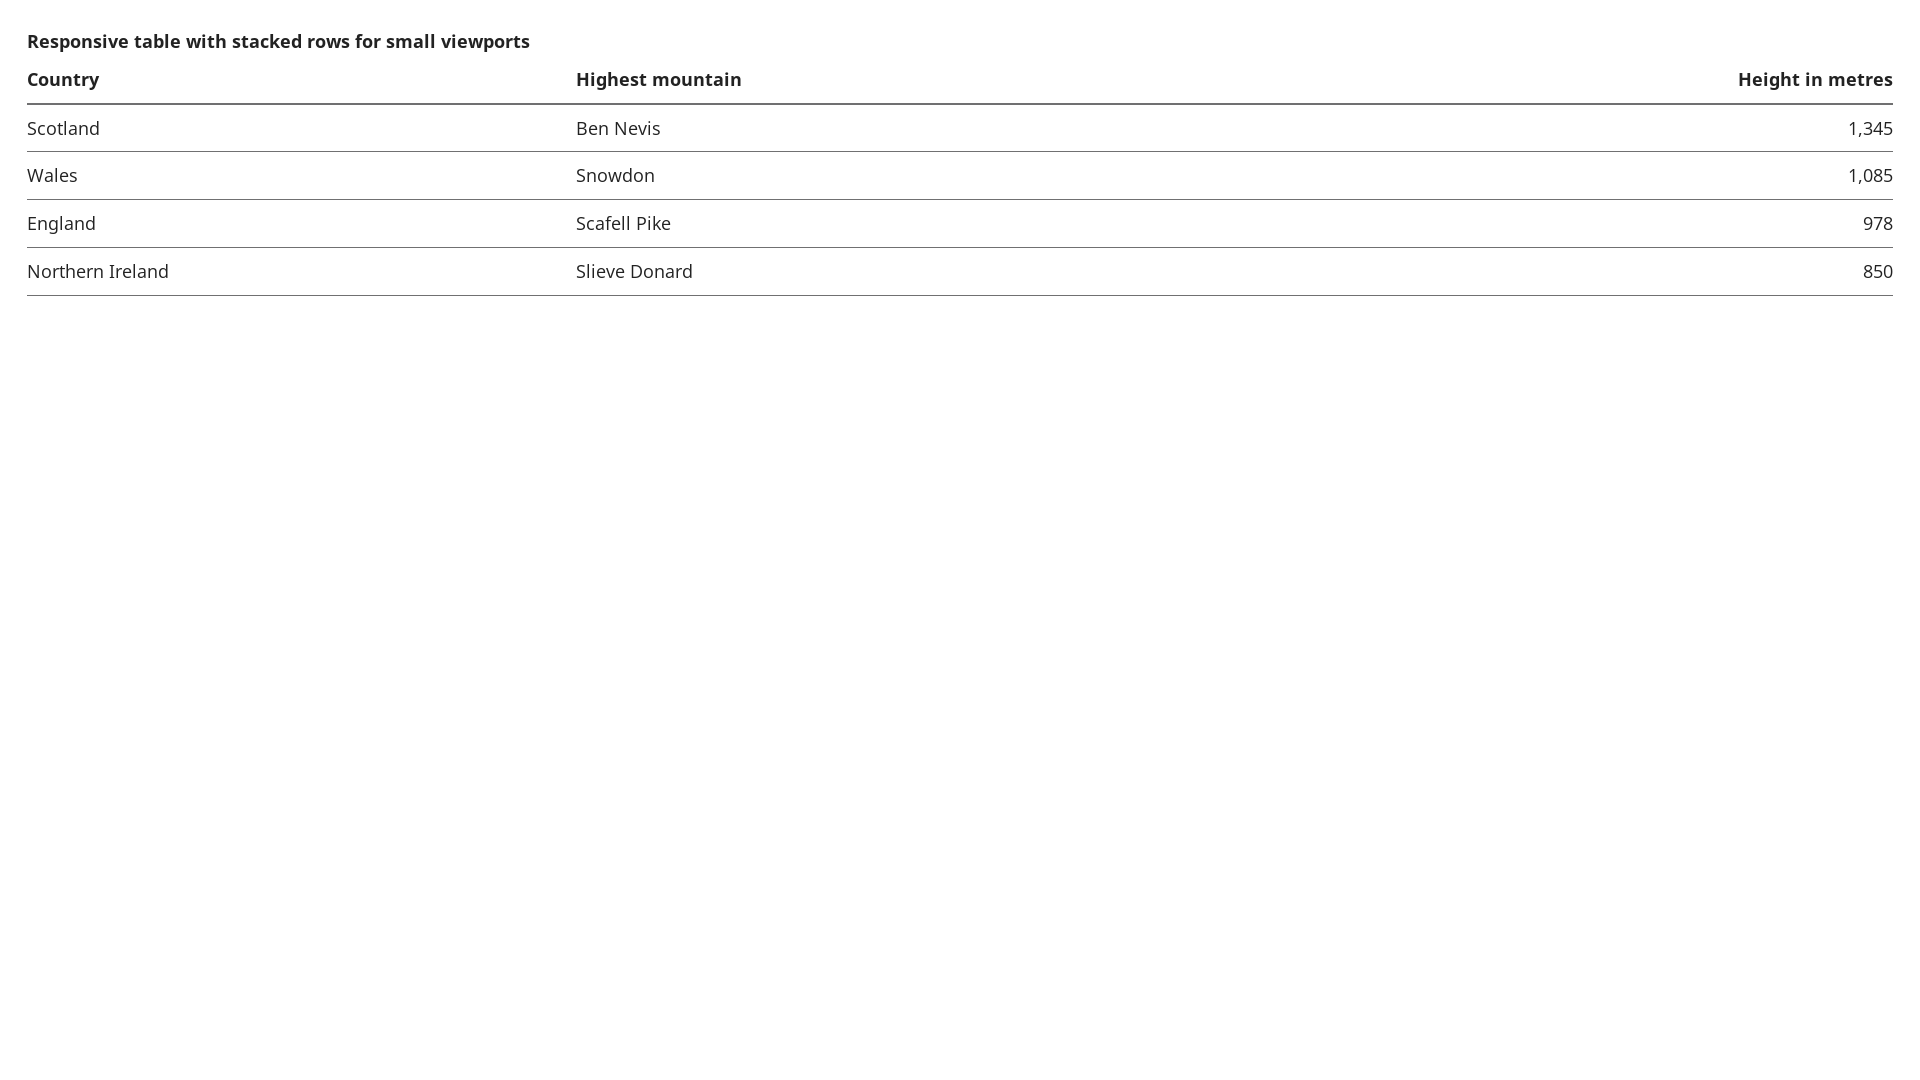 Responsive table with stacked rows for small viewports
Country Highest mountain Height in metres
Scotland Ben Nevis 1,345
Wales Snowdon 1,085
England Scafell Pike 978
Northern Ireland Slieve Donard 850